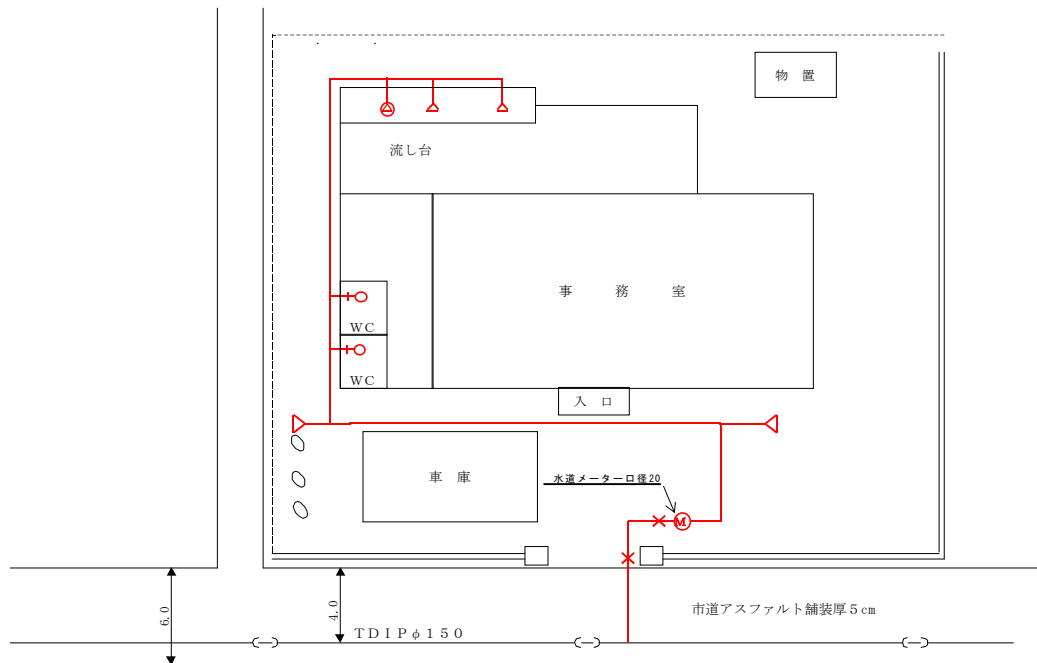 物 置
流し台
事 務 室
WC
WC
入 口
車 庫
水道メーター口径20
M
6.0
4.0
市道アスファルト舗装厚5cm
TDIPφ150